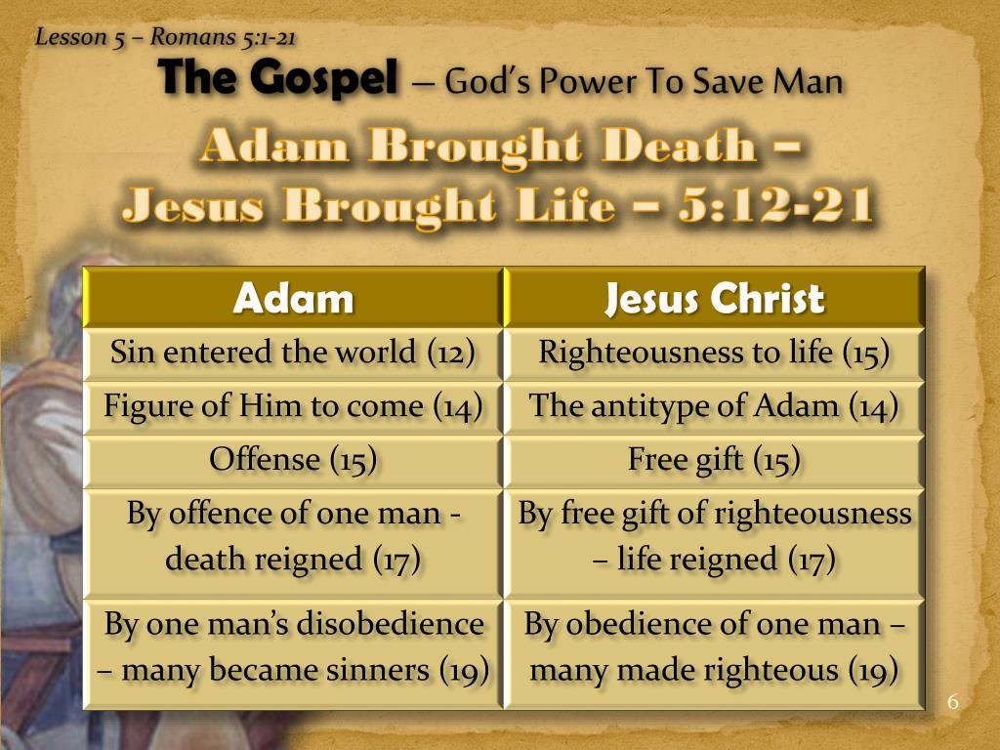 Lesson 5 – Romans 5:1-21
The Gospel – God's Power To Save Man
Adam Brought Death –
Jesus Brought Life – 5:12-21
Adam
Jesus Christ
Sin entered the world (12)
Righteousness to life (15)
Figure of Him to come (14)
The antitype of Adam (14)
Offense (15)
Free gift (15)
By offence of one man -
death reigned (17)
By free gift of righteousness
– life reigned (17)
By one man's disobedience
– many became sinners (19)
By obedience of one man –
many made righteous (19)
6